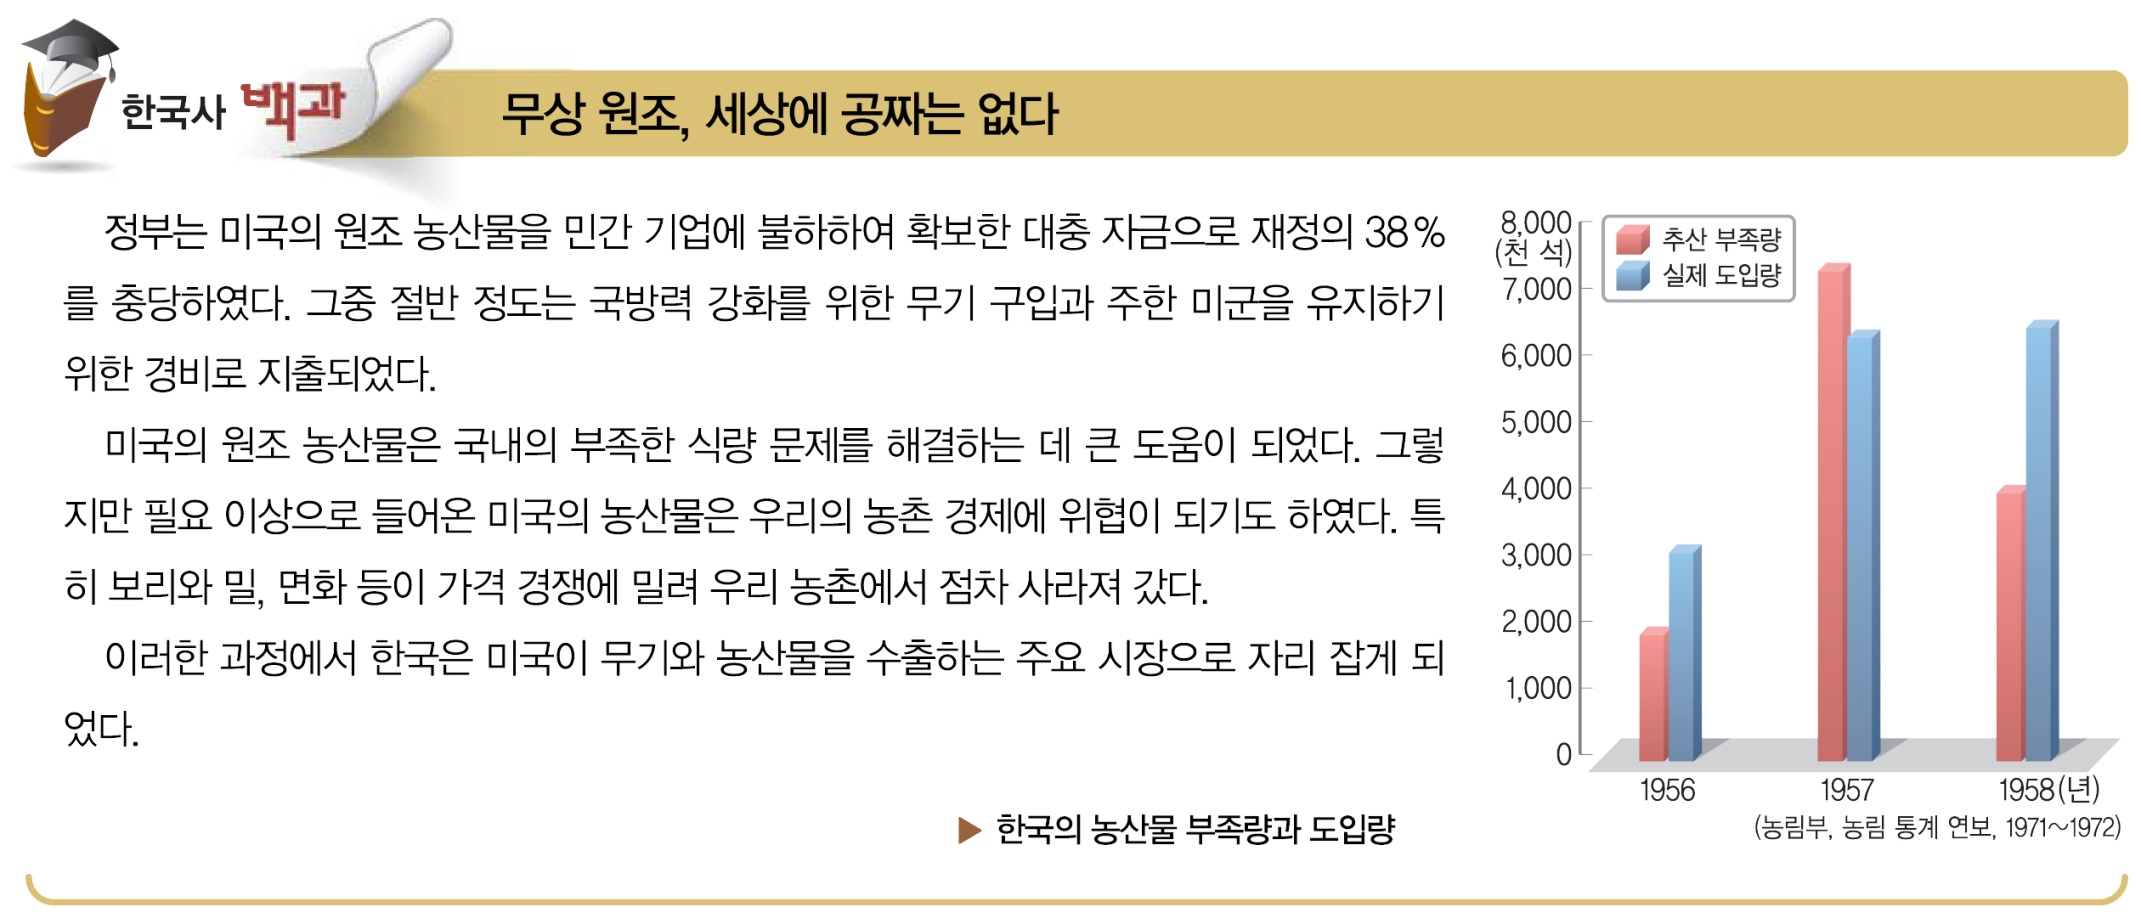 한국사 백과
무상 원조, 세상에 공짜는 없다
정부는 미국의 원조 농산물을 민간 기업에 불하하여 확보한 대충 자금으로 재정의 38%
를 충당하였다. 그중 절반 정도는 국방력 강화를 위한 무기 구입과 주한 미군을 유지하기
위한 경비로 지출되었다.
미국의 원조 농산물은 국내의 부족한 식량 문제를 해결하는 데 큰 도움이 되었다. 그렇
지만 필요 이상으로 들어온 미국의 농산물은 우리의 농촌 경제에 위협이 되기도 하였다. 특
히 보리와 밀, 면화 등이 가격 경쟁에 밀려 우리 농촌에서 점차 사라져 갔다.
이러한 과정에서 한국은 미국이 무기와 농산물을 수출하는 주요 시장으로 자리 잡게 되
었다.
▶ 한국의 농산물 부족량과 도입량
8,000
(천 석)
7,000
6,000
5,000
4,000
3,000
2,000
1,000
0
추산 부족량
실제 도입량
1956 1957 1958(년)
(농림부, 농림 통계 연보, 1971~1972)